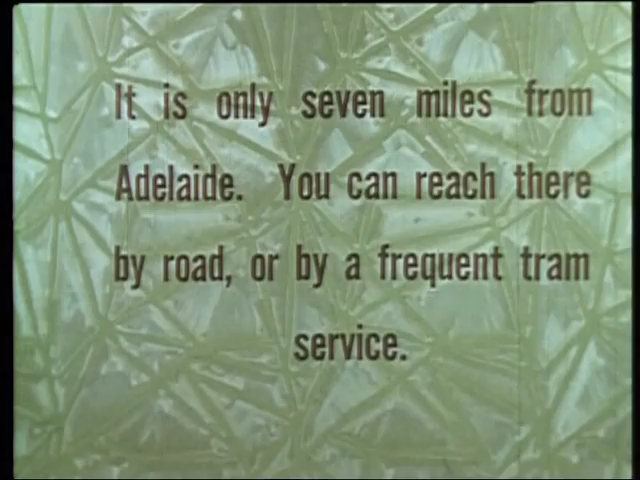 It is only seven miles from
Adelaide. You can reach there
by road, or by a frequent tram
service.